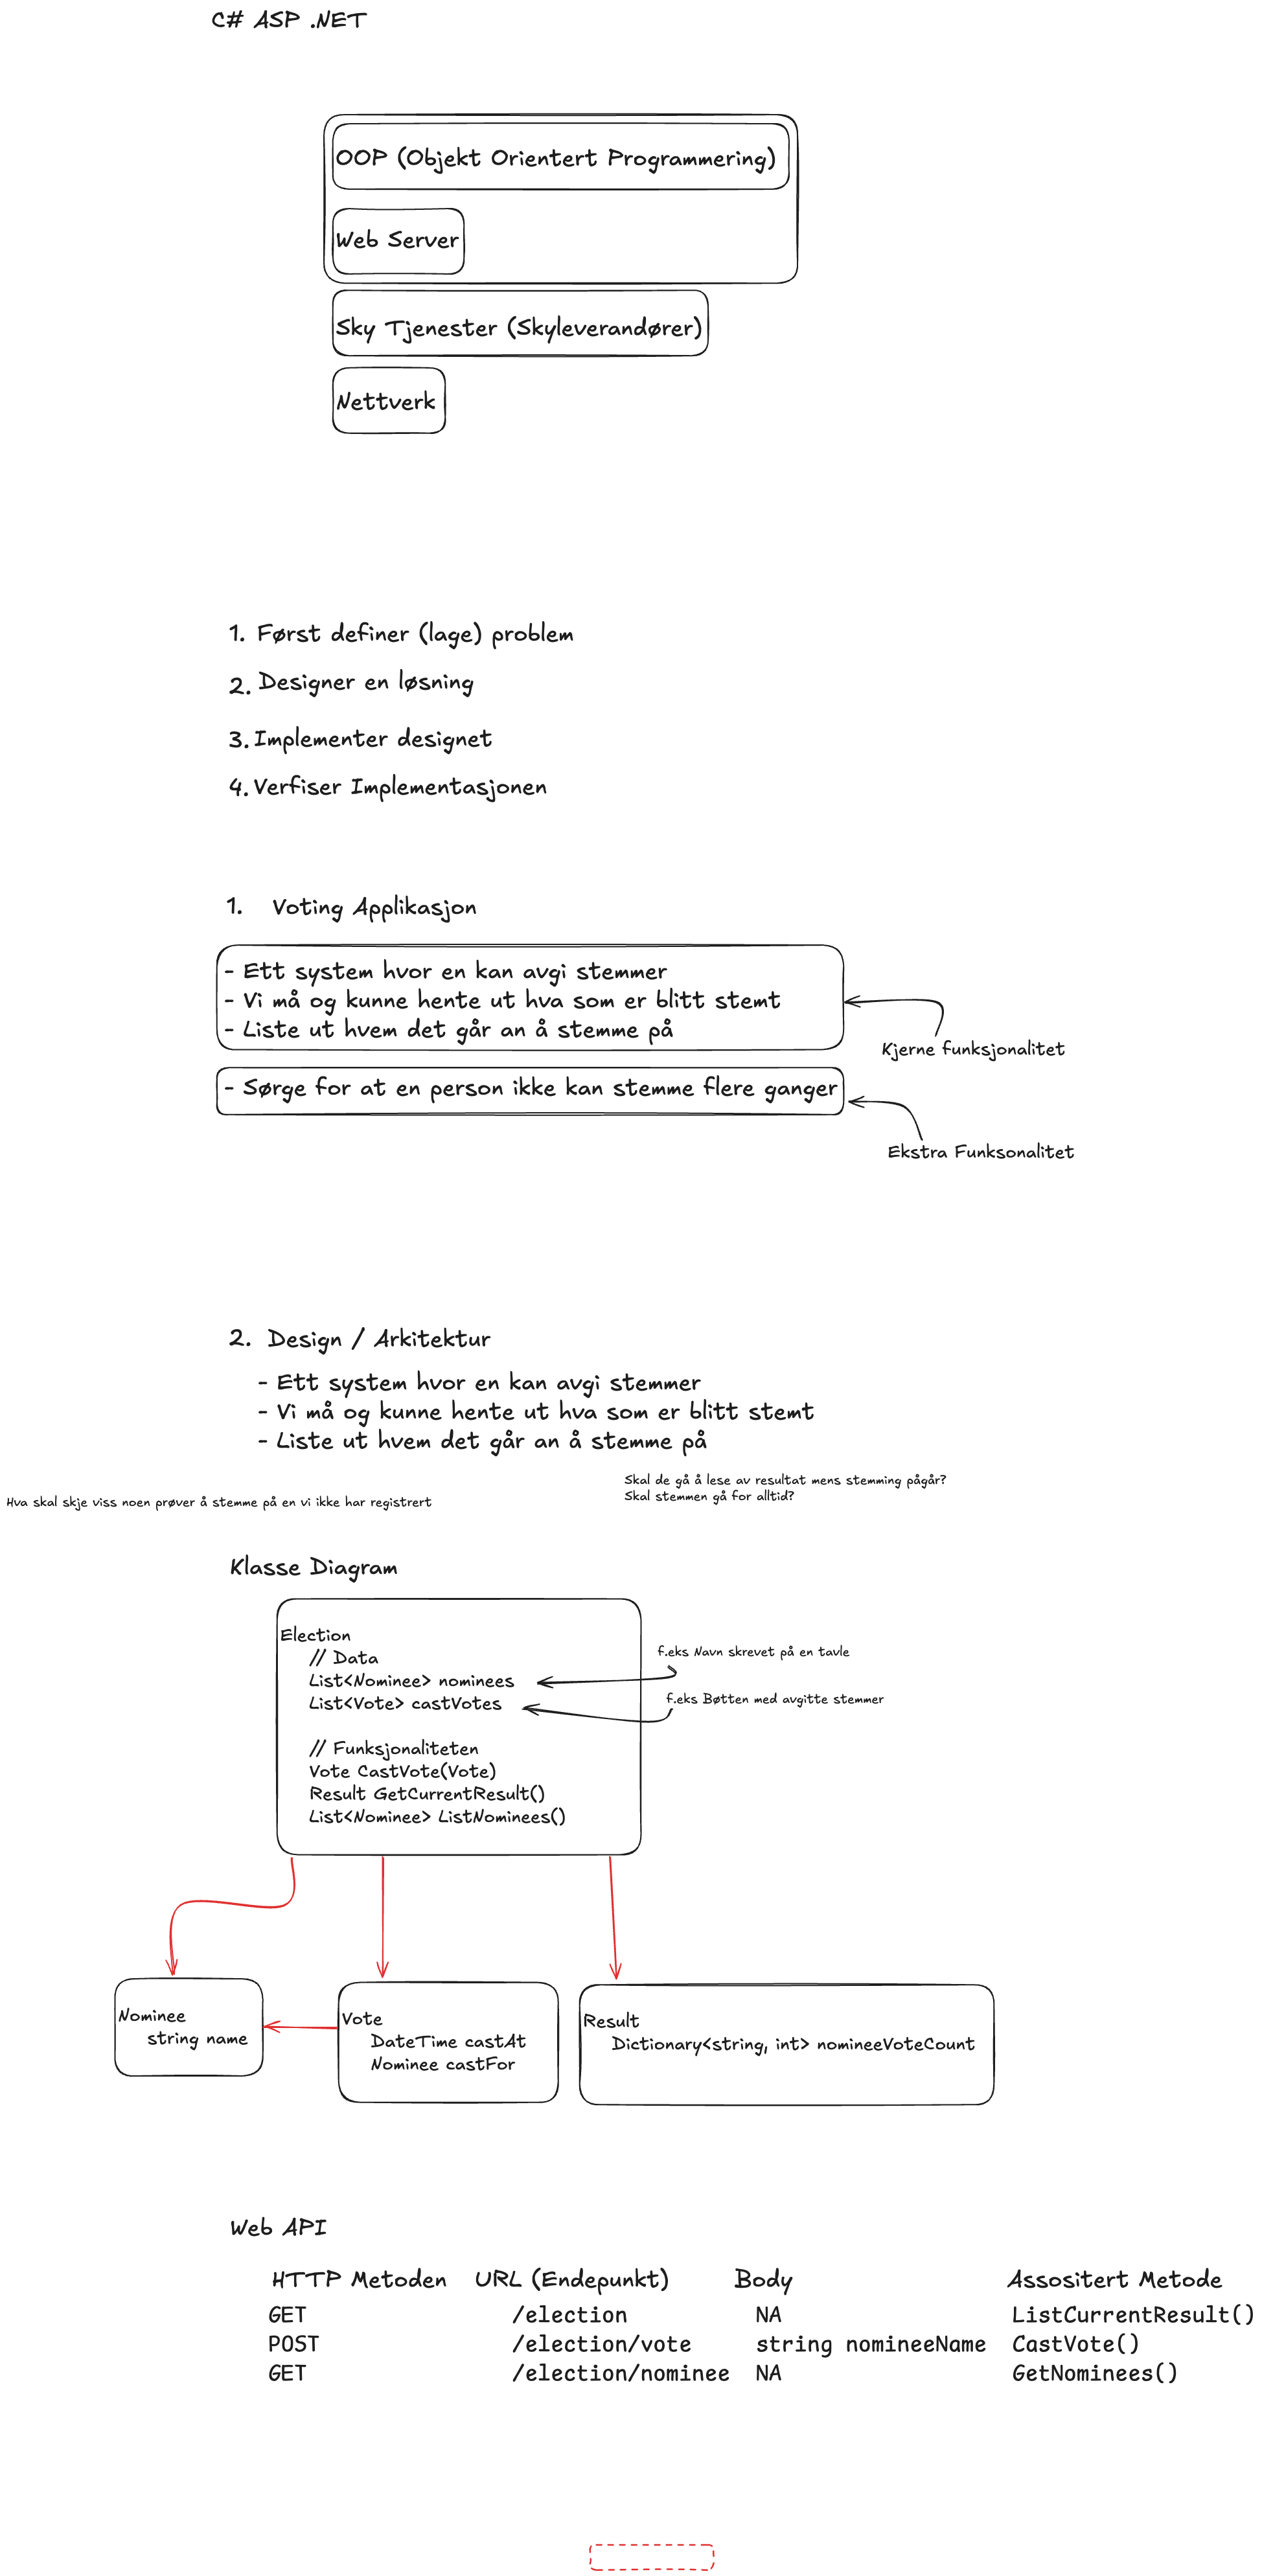 C# ASP .NET
OOP (Objekt Orientert Programmering)
Web Server
Sky Tjenester (Skyleverandører)
Nettverk
1. Først definer (lage) problem
2. Designer en løsning
3. Implementer designet
4. Verfiser Implementasjonen
1. Voting Applikasjon
- Ett system hvor en kan avgi stemmer
- Vi må og kunne hente ut hva som er blitt stemt
- Liste ut hvem det går an å stemme på
Kjerne funksjonalitet
- Sørge for at en person ikke kan stemme flere ganger
Ekstra Funksonalitet
2. Design / Arkitektur
- Ett system hvor en kan avgi stemmer
- Vi må og kunne hente ut hva som er blitt stemt
- Liste ut hvem det går an å stemme på
Skal de gå å lese av resultat mens stemming pågår?
Skal stemmen gå for alltid?
Hva skal skje viss noen prøver å stemme på en vi ikke har registrert
Klasse Diagram
Election
// Data
List<Nominee> nominees
List<Vote> castVotes
f.eks Navn skrevet på en tavle
f.eks Bøtten med avgitte stemmer
// Funksjonaliteten
Vote CastVote(Vote)
Result GetCurrentResult()
List<Nominee> ListNominees()
Nominee
string name
Vote
DateTime castAt
Nominee castFor
Result
Dictionary<string, int> nomineeVoteCount
Web API
HTTP Metoden URL (Endepunkt) Body Assositert Metode
GET /election NA ListCurrentResult()
POST /election/vote string nomineeName CastVote()
GET /election/nominee NA GetNominees()